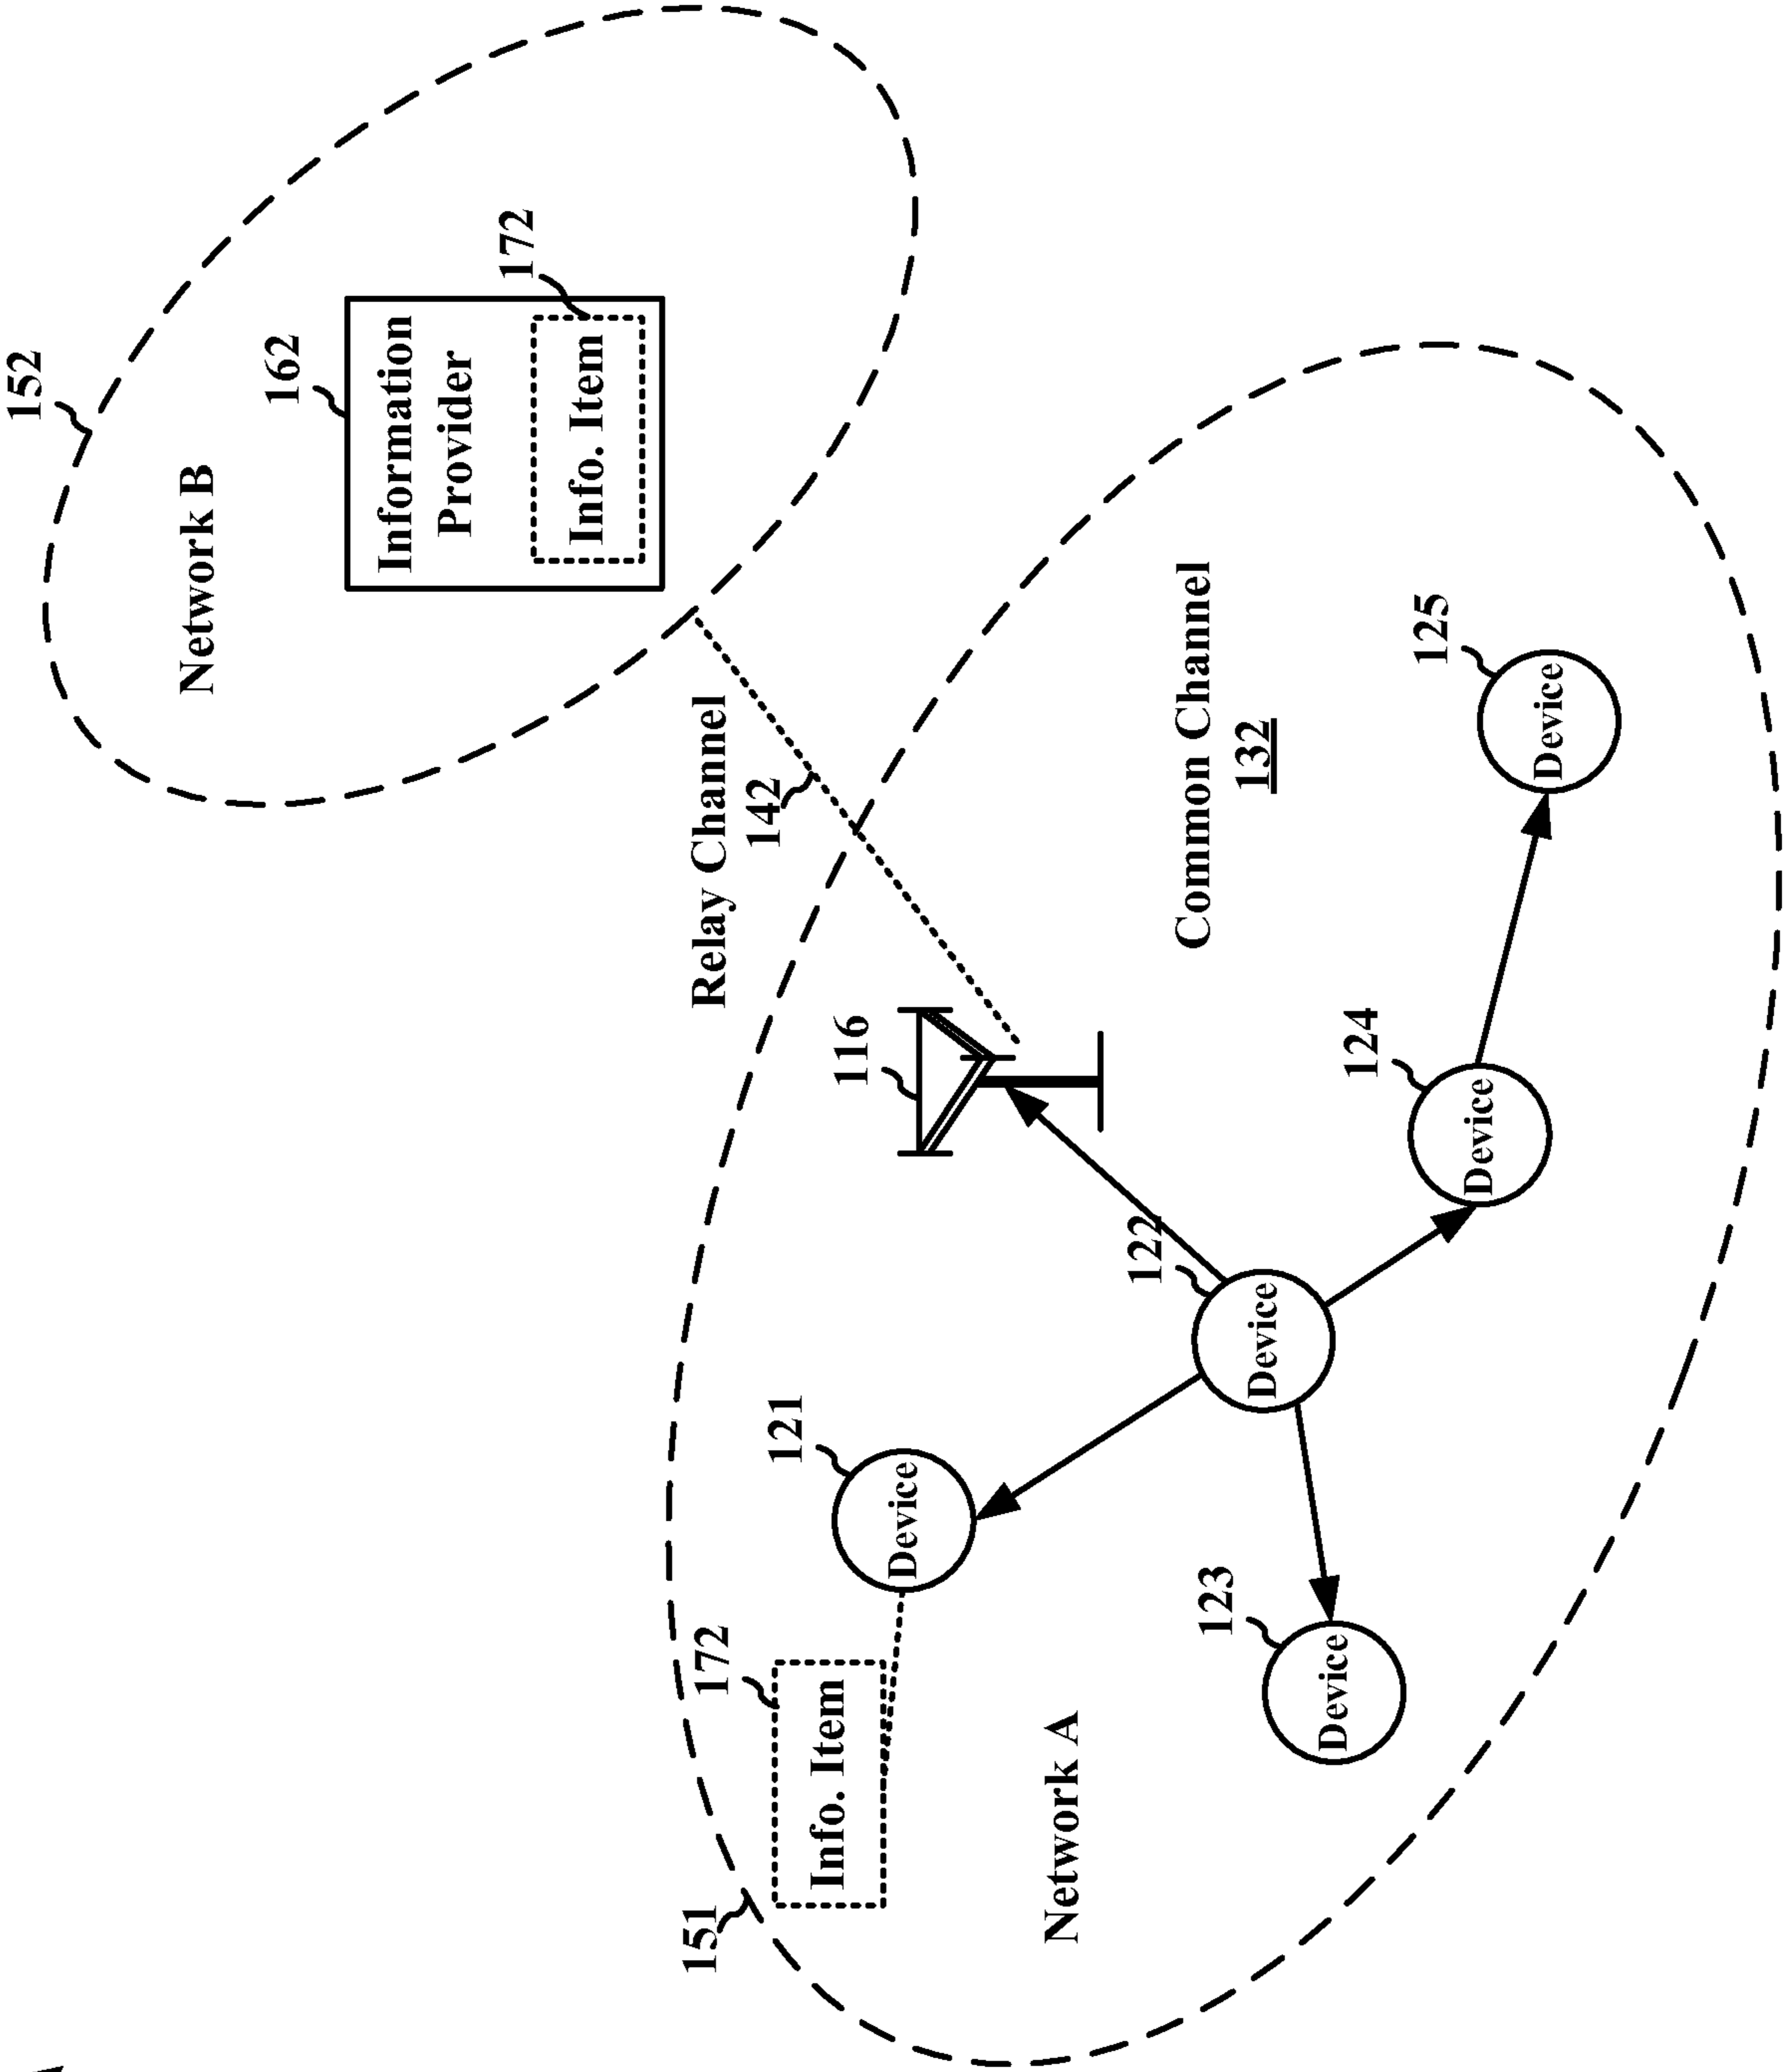 152
Network B
162
Information
Provider
172
Info. Item
Relay Channel
142
151
172
Info. Item
121
Device
116
Common Channel
132
122
Device
Network A
123
Device
124
Device
125
Device